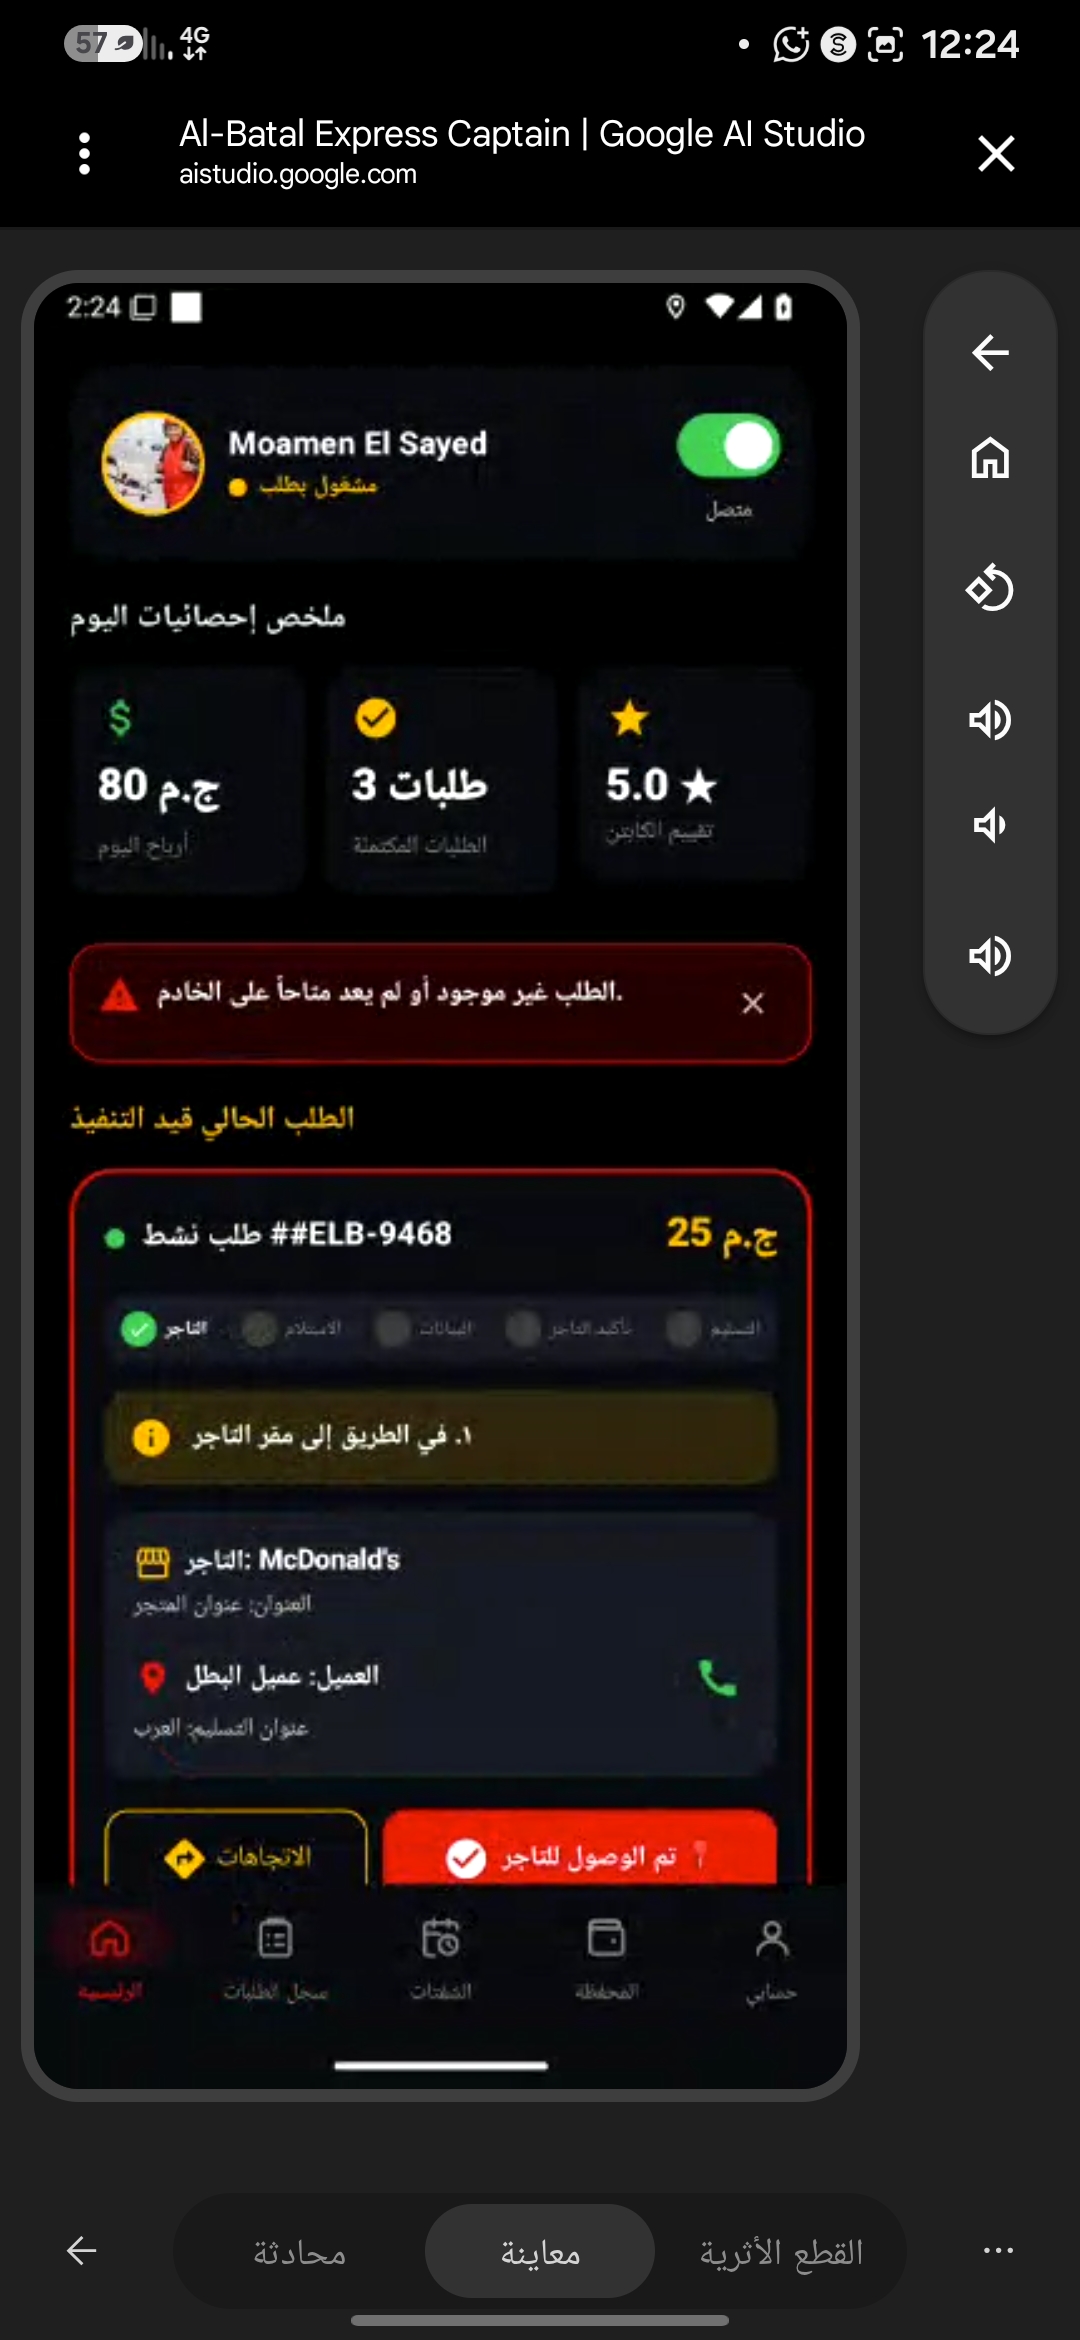 57 4G 12:24
Al-Batal Express Captain | Google AI Studio
aistudio.google.com
2:24
Moamen El Sayed
مشغول بطلب
متصل
ملخص إحصائيات اليوم
80 ج.م
أرباح اليوم
3 طلبات
الطلبات المكتملة
5.0 ★
تقييم الكابتن
الطلب غير موجود أو لم يعد متاحاً على الخادم.
الطلب الحالي قيد التنفيذ
طلب نشط ##ELB-9468
25 ج.م
التاجر
الاستلام
البيانات
تأكيد التاجر
التسليم
١. في الطريق إلى مقر التاجر
التاجر: McDonald's
العنوان: عنوان المتجر
العميل: عميل البطل
عنوان التسليم: العرب
الاتجاهات
تم الوصول للتاجر
الرئيسية
سجل الطلبات
الشفتات
المحفظة
حسابي
محادثة
معاينة
القطع الأثرية